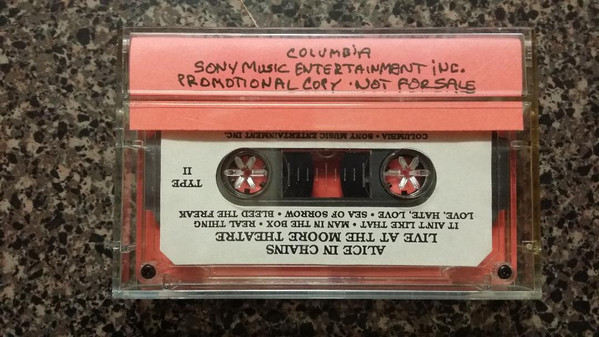 COLUMBIA
SONY MUSIC ENTERTAINMENT INC.
PROMOTIONAL COPY · NOT FOR SALE
ALICE IN CHAINS
LIVE AT THE MOORE THEATRE
IT AIN'T LIKE THAT • MAN IN THE BOX • REAL THING
LOVE, HATE, LOVE • SEA OF SORROW • BLEED THE FREAK
TYPE II
COLUMBIA • SONY MUSIC ENTERTAINMENT INC.